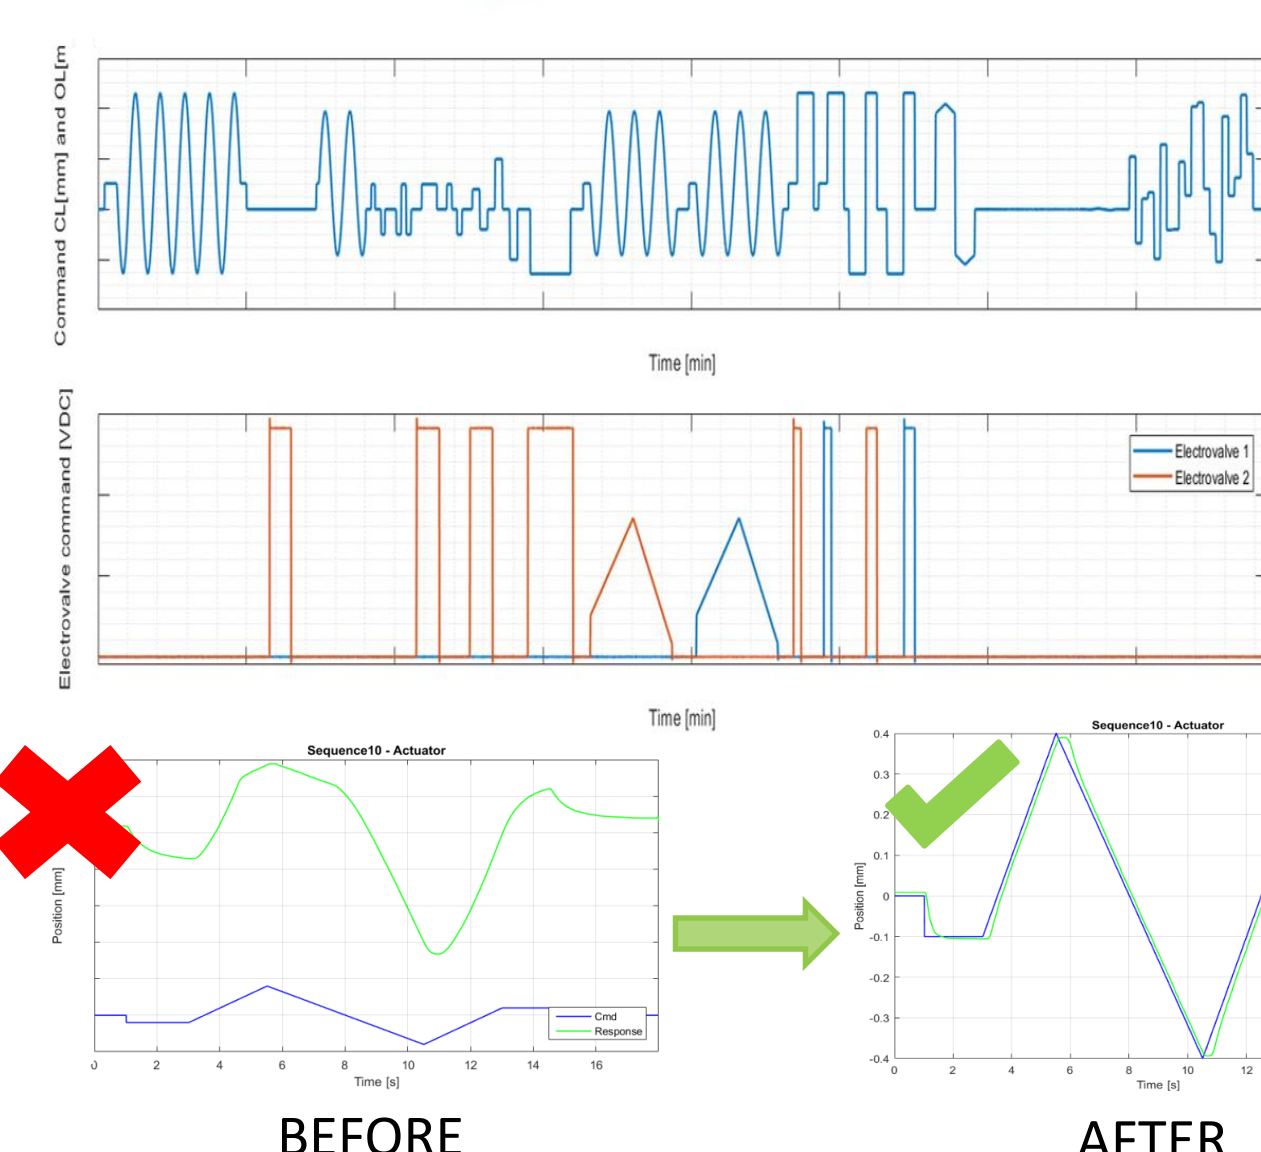 Command CL[mm] and OL[m
Time [min]
Electrovalve command [VDC]
Electrovalve 1
Electrovalve 2
Time [min]
Sequence10 - Actuator
Position [mm]
Cmd
Response
0 2 4 6 8 10 12 14 16
Time [s]
BEFORE
Sequence10 - Actuator
0.4
0.3
0.2
0.1
0
-0.1
-0.2
-0.3
-0.4
Position [mm]
0 2 4 6 8 10 12
Time [s]
AFTER